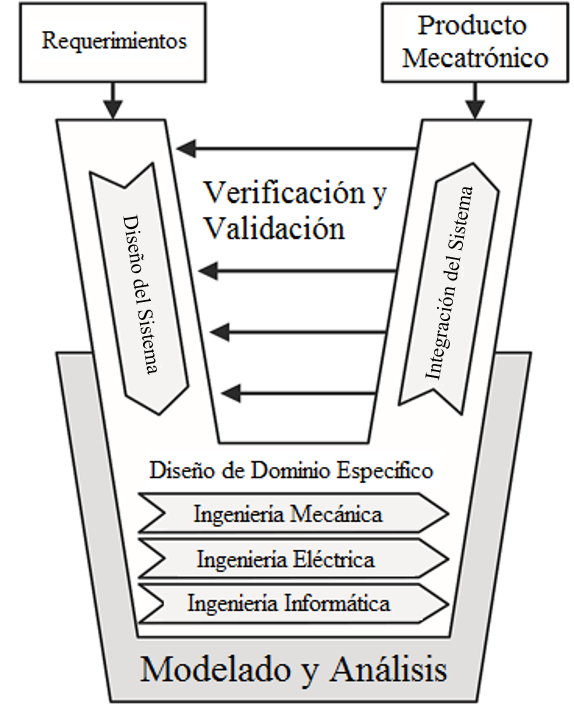 Requerimientos
Producto
Mecatrónico
Verificación y
Validación
Diseño del Sistema
Integración del Sistema
Diseño de Dominio Específico
Ingeniería Mecánica
Ingeniería Eléctrica
Ingeniería Informática
Modelado y Análisis